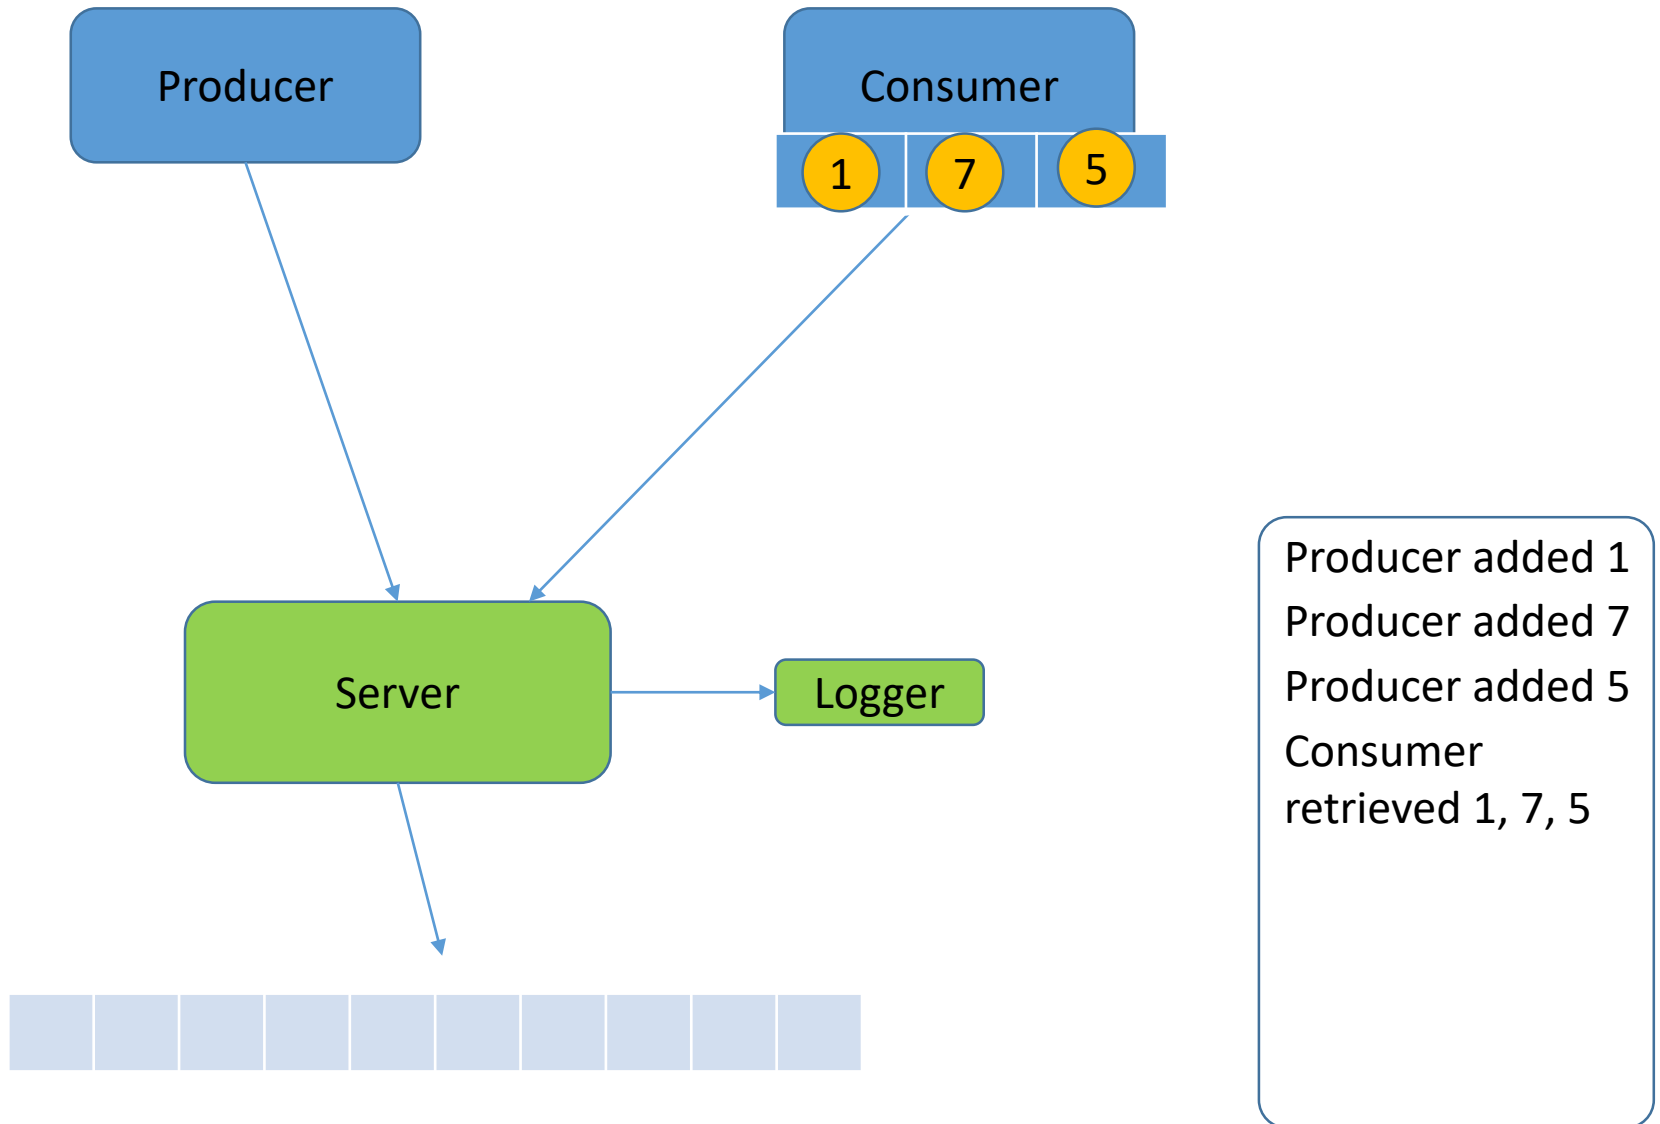 Producer
Consumer
1 7 5
Server
Logger
Producer added 1
Producer added 7
Producer added 5
Consumer
retrieved 1, 7, 5